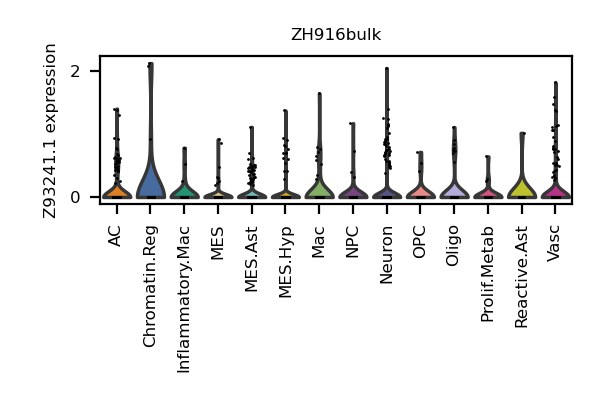 ZH916bulk
Z93241.1 expression
2
0
AC
Chromatin.Reg
Inflammatory.Mac
MES
MES.Ast
MES.Hyp
Mac
NPC
Neuron
OPC
Oligo
Prolif.Metab
Reactive.Ast
Vasc